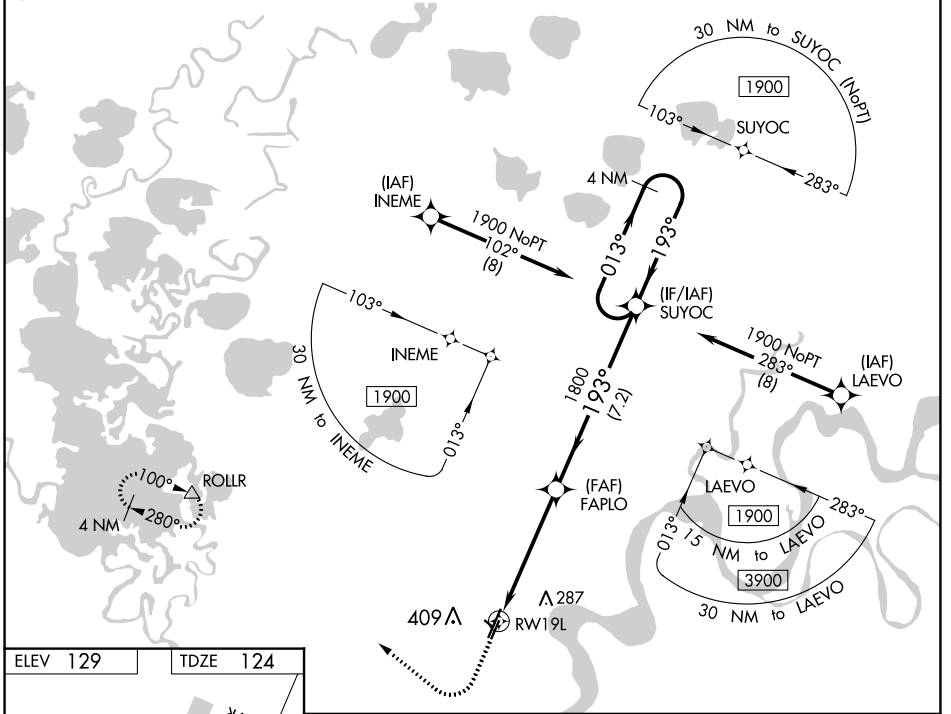 30 NM to SUYOC (NoPT)
1900
103°
SUYOC
283°
4 NM
013°
193°
(IAF)
INEME
1900 NoPT
102°
(8)
(IF/IAF)
SUYOC
103°
INEME
1900
013°
30 NM to INEME
1900 NoPT
283°
(8)
(IAF)
LAEVO
1800
193°
(7.2)
(FAF)
FAPLO
LAEVO
283°
1900
013°
15 NM to LAEVO
3900
30 NM to LAEVO
100°
ROLLR
4 NM
280°
409
287
RW19L
ELEV 129
TDZE 124